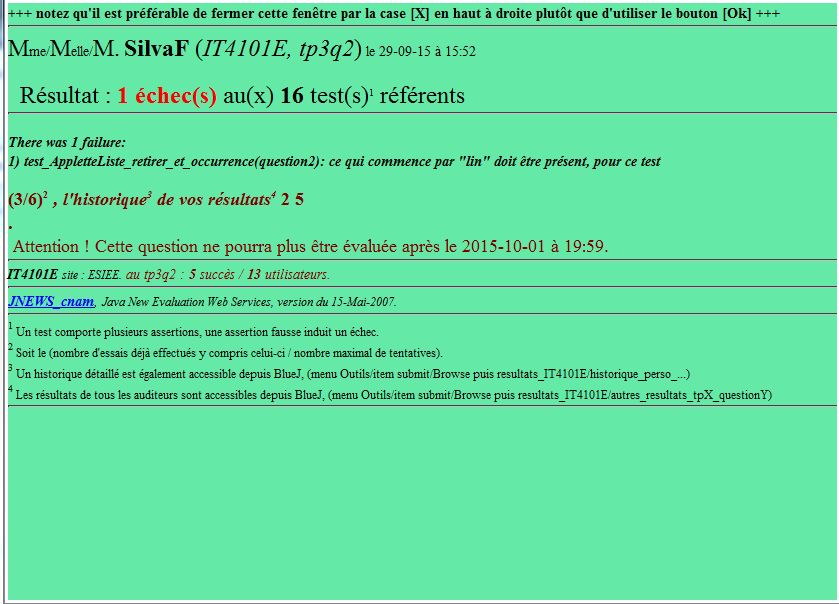 +++ notez qu'il est préférable de fermer cette fenêtre par la case [X] en haut à droite plutôt que d'utiliser le bouton [Ok] +++
Mme/Melle/M. SilvaF (IT4101E, tp3q2) le 29-09-15 à 15:52
Résultat : 1 échec(s) au(x) 16 test(s)1 référents
There was 1 failure:
1) test_AppletteListe_retirer_et_occurrence(question2): ce qui commence par "lin" doit être présent, pour ce test
(3/6)2 , l'historique3 de vos résultats4 2 5
.
Attention ! Cette question ne pourra plus être évaluée après le 2015-10-01 à 19:59.
IT4101E site : ESIEE. au tp3q2 : 5 succès / 13 utilisateurs.
JNEWS_cnam, Java New Evaluation Web Services, version du 15-Mai-2007.
1 Un test comporte plusieurs assertions, une assertion fausse induit un échec.
2 Soit le (nombre d'essais déjà effectués y compris celui-ci / nombre maximal de tentatives).
3 Un historique détaillé est également accessible depuis BlueJ, (menu Outils/item submit/Browse puis resultats_IT4101E/historique_perso_...)
4 Les résultats de tous les auditeurs sont accessibles depuis BlueJ, (menu Outils/item submit/Browse puis resultats_IT4101E/autres_resultats_tpX_questionY)